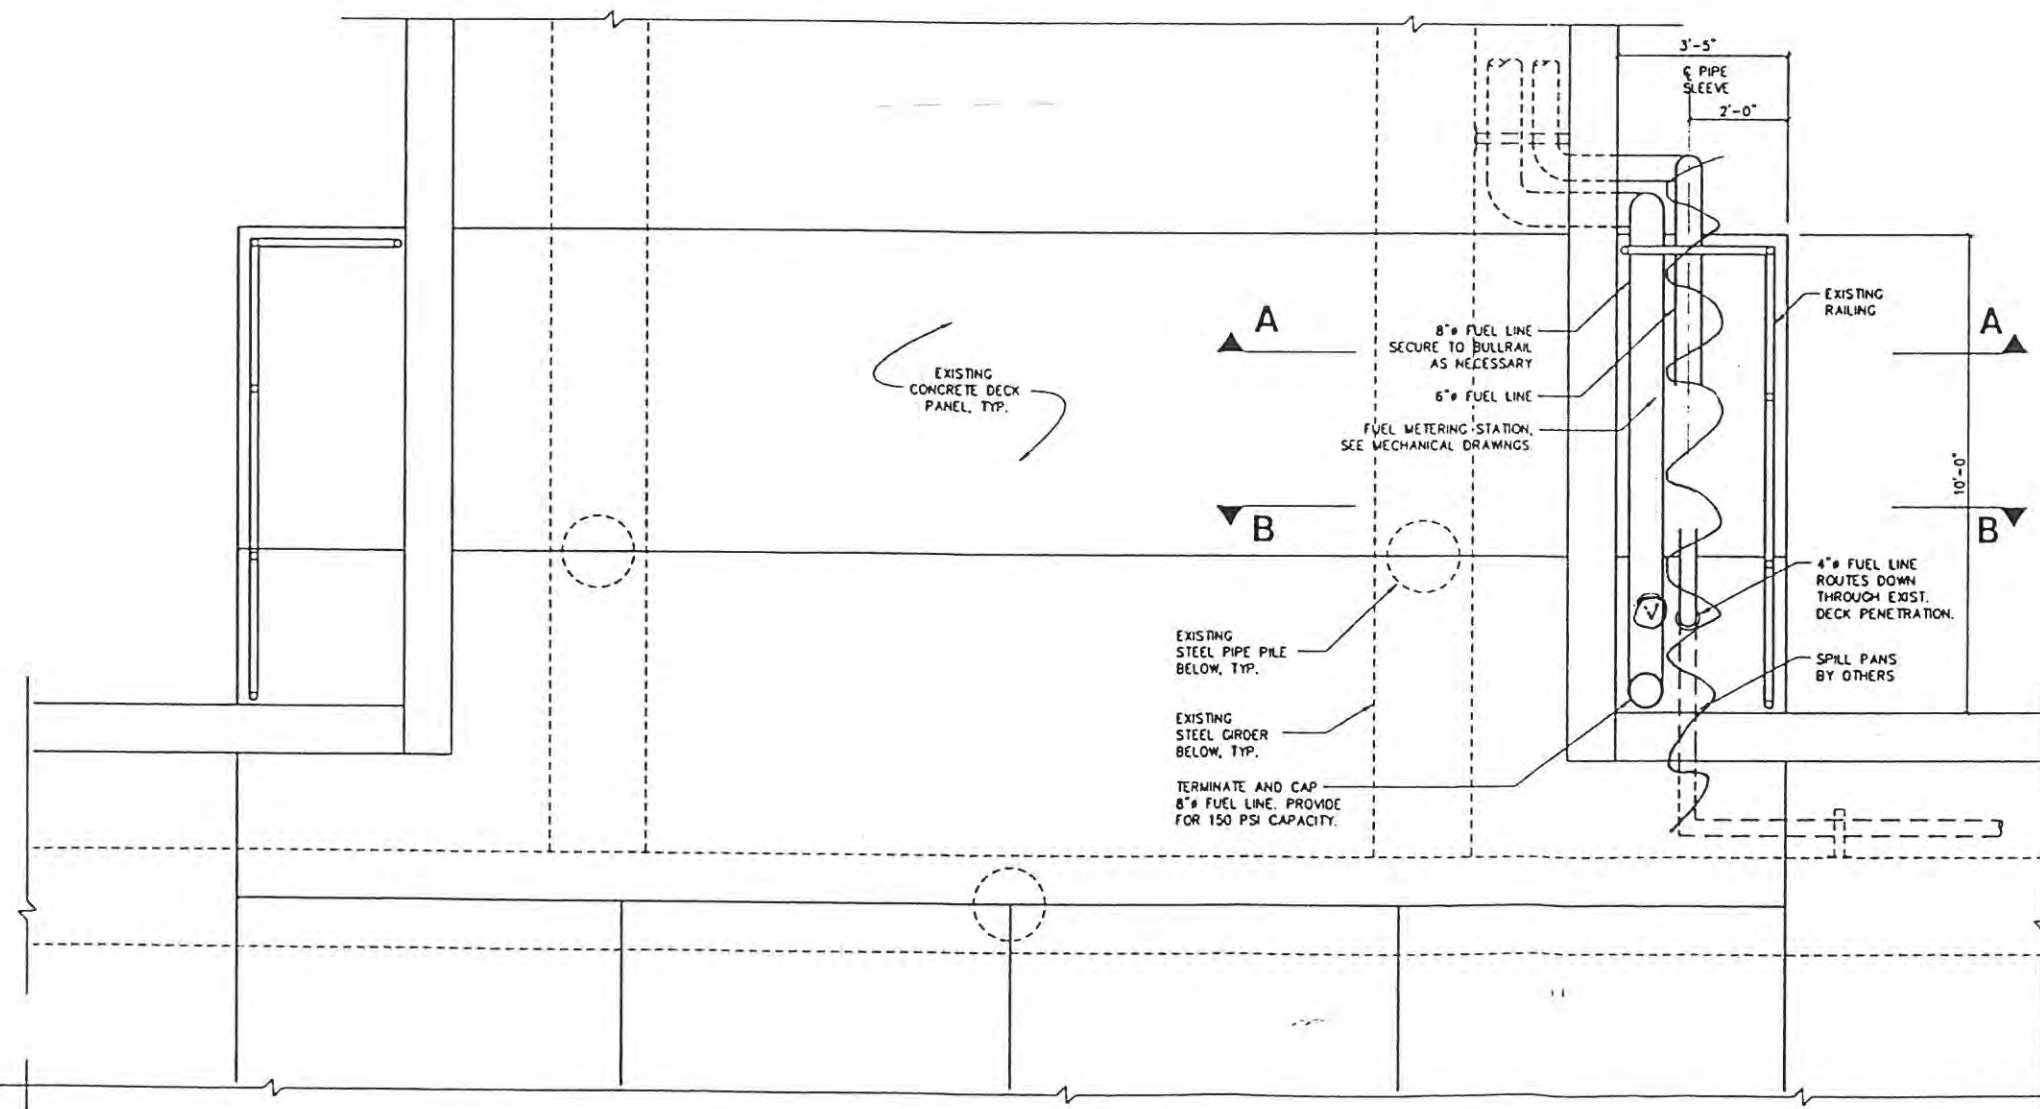 3'-5"
℄ PIPE
SLEEVE
2'-0"
EXISTING
RAILING
A
A
8"ø FUEL LINE
SECURE TO BULLRAIL
AS NECESSARY
EXISTING
CONCRETE DECK
PANEL, TYP.
6"ø FUEL LINE
FUEL METERING STATION,
SEE MECHANICAL DRAWINGS.
10'-0"
B
B
4"ø FUEL LINE
ROUTES DOWN
THROUGH EXIST.
DECK PENETRATION.
V
EXISTING
STEEL PIPE PILE
BELOW, TYP.
SPILL PANS
BY OTHERS
EXISTING
STEEL GIRDER
BELOW, TYP.
TERMINATE AND CAP
8"ø FUEL LINE. PROVIDE
FOR 150 PSI CAPACITY.